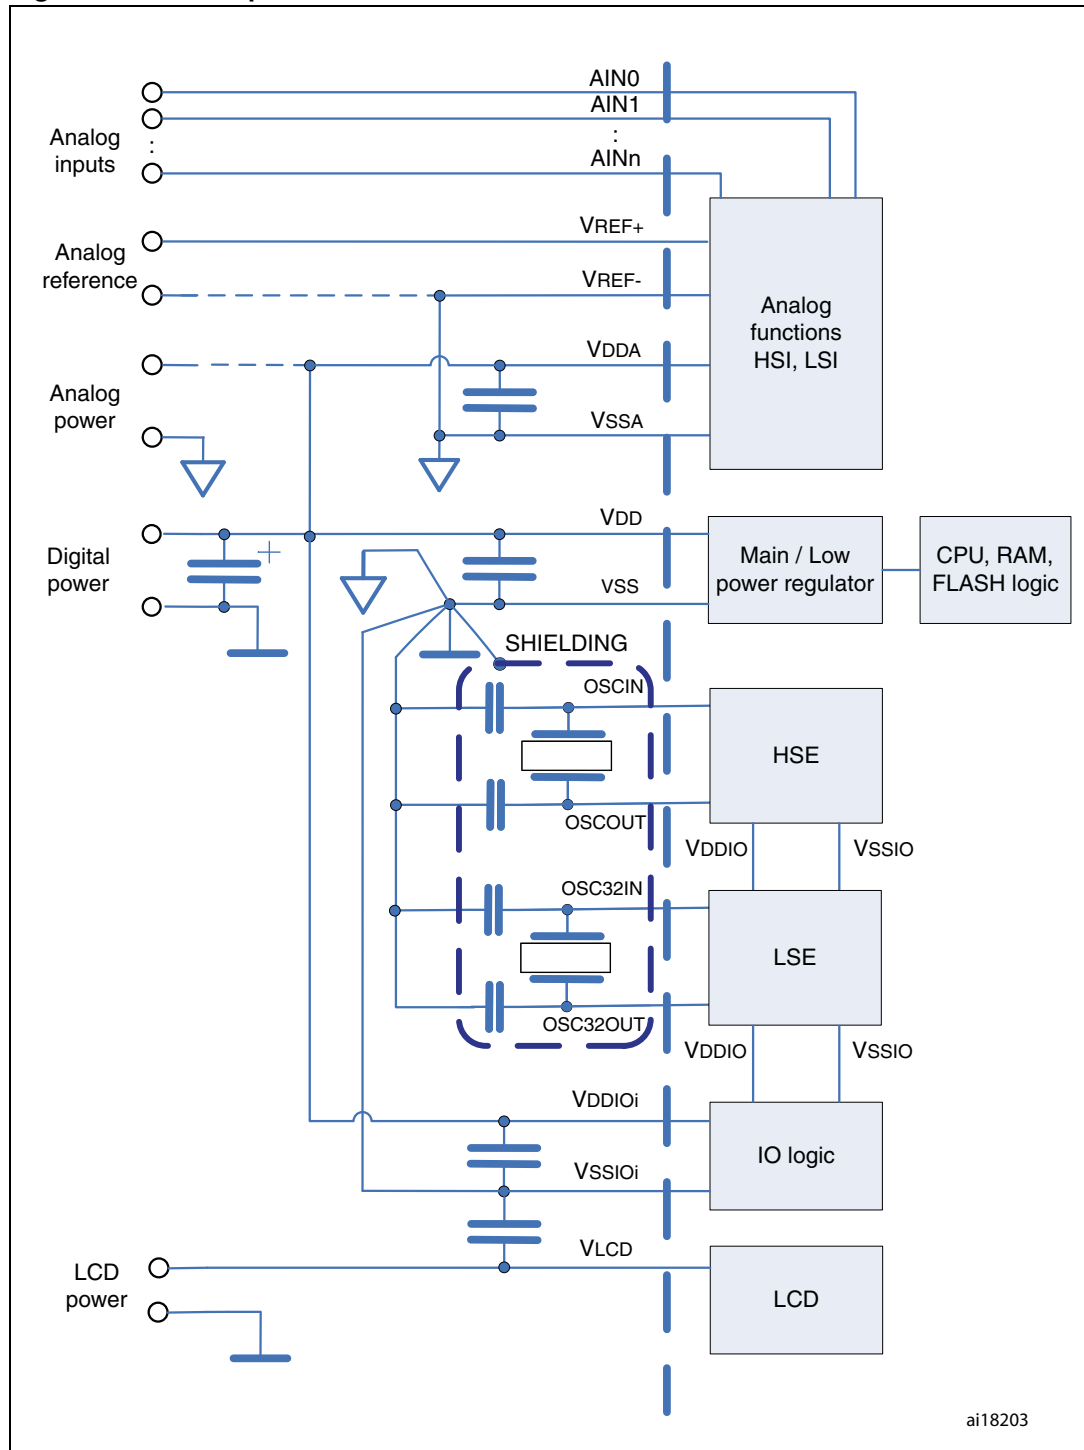 AIN0
AIN1
:
AINn
Analog
:
inputs
VREF+
Analog
reference
VREF-
Analog
functions
HSI, LSI
VDDA
Analog
power
VSSA
VDD
Digital
power
+
VSS
Main / Low
power regulator
CPU, RAM,
FLASH logic
SHIELDING
OSCIN
HSE
OSCOUT
VDDIO
VSSIO
OSC32IN
LSE
OSC32OUT
VDDIO
VSSIO
VDDIOi
IO logic
VSSIOi
VLCD
LCD
power
LCD
ai18203